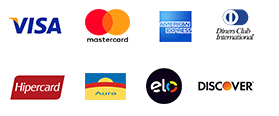 VISA
mastercard
AMERICAN
EXPRESS
Diners Club
International
Hipercard
Aura
elo
DISCOVER